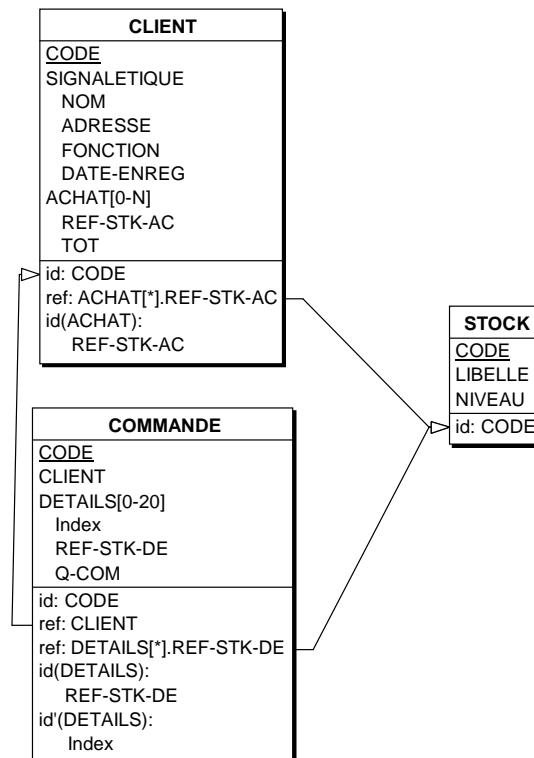 CLIENT
CODE
SIGNALETIQUE
NOM
ADRESSE
FONCTION
DATE-ENREG
ACHAT[0-N]
REF-STK-AC
TOT
id: CODE
ref: ACHAT[*].REF-STK-AC
id(ACHAT):
REF-STK-AC
STOCK
CODE
LIBELLE
NIVEAU
id: CODE
COMMANDE
CODE
CLIENT
DETAILS[0-20]
Index
REF-STK-DE
Q-COM
id: CODE
ref: CLIENT
ref: DETAILS[*].REF-STK-DE
id(DETAILS):
REF-STK-DE
id'(DETAILS):
Index